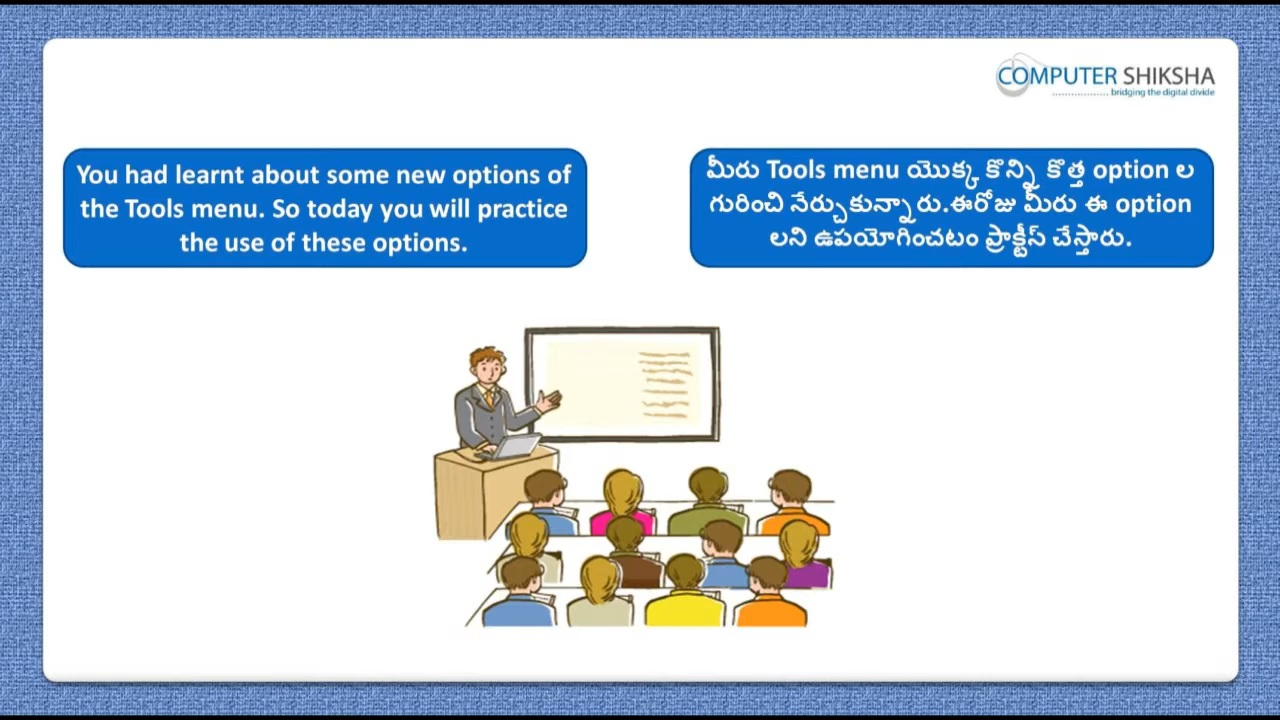 COMPUTER SHIKSHA
bridging the digital divide
You had learnt about some new options of
the Tools menu. So today you will practice
the use of these options.
మీరు Tools menu యొక్క కొన్ని కొత్త option ల
గురించి నేర్చుకున్నారు.ఈరోజు మీరు ఈ option
లని ఉపయోగించటం ప్రాక్టీస్ చేస్తారు.